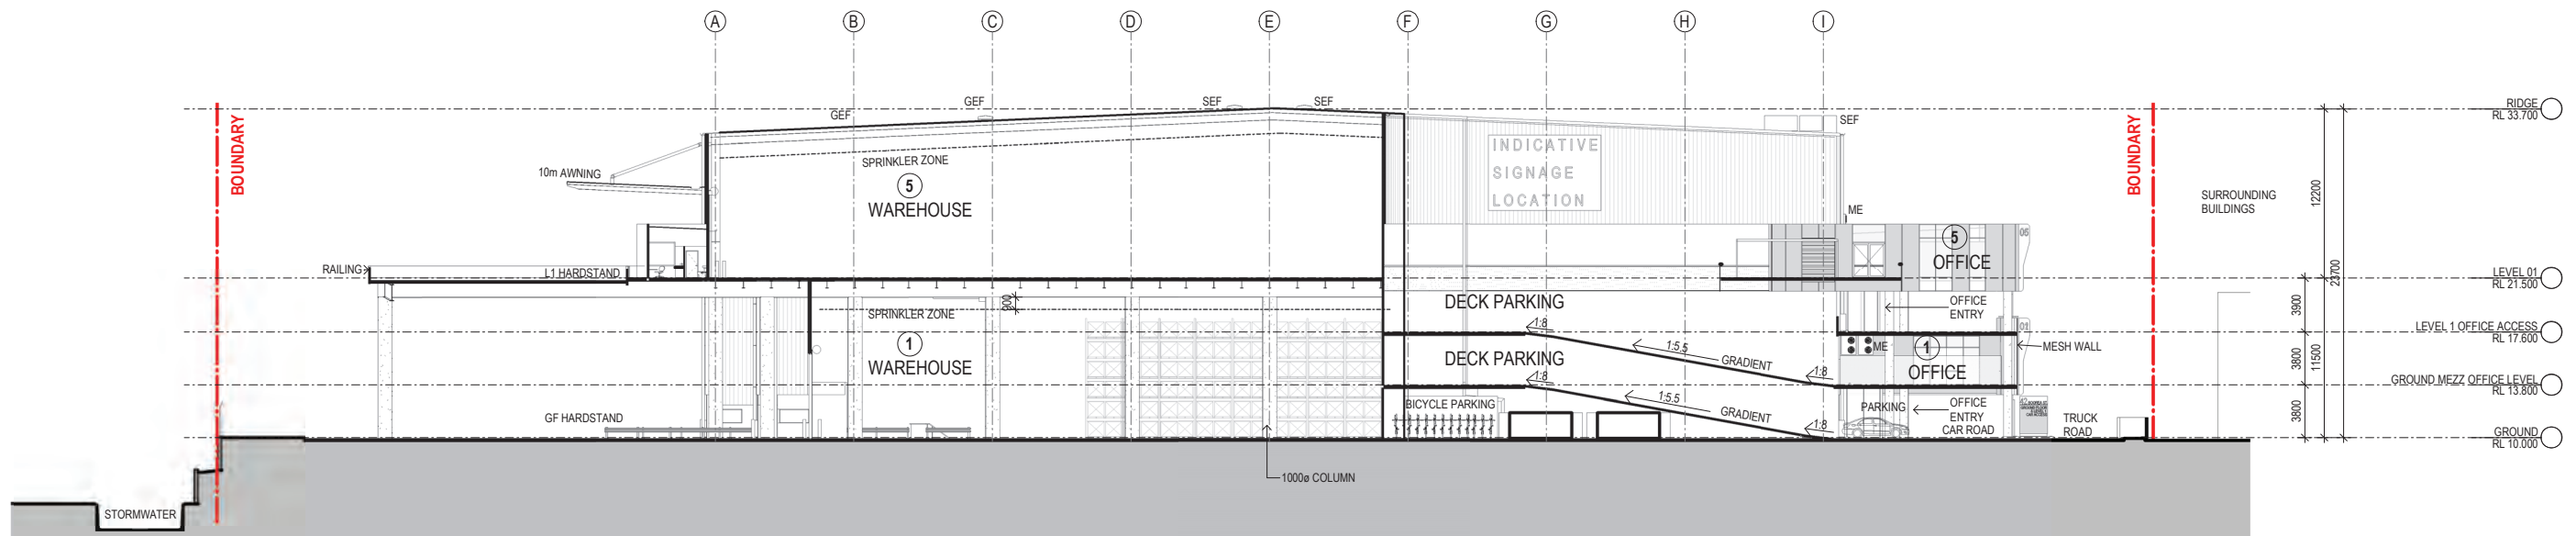 A
B
C
D
E
F
G
H
I
BOUNDARY
GEF
GEF
SEF
SEF
SEF
BOUNDARY
RIDGE
RL 33.700
10m AWNING
SPRINKLER ZONE
5
WAREHOUSE
INDICATIVE
SIGNAGE
LOCATION
ME
5
OFFICE
05
SURROUNDING
BUILDINGS
12200
23700
RAILING
L1 HARDSTAND
LEVEL 01
RL 21.500
900
SPRINKLER ZONE
1
WAREHOUSE
DECK PARKING
1:8
OFFICE
ENTRY
01
3900
LEVEL 1 OFFICE ACCESS
RL 17.600
DECK PARKING
1:8
1:5.5
GRADIENT
1:8
ME
1
OFFICE
MESH WALL
3800
11500
GROUND MEZZ OFFICE LEVEL
RL 13.800
GF HARDSTAND
BICYCLE PARKING
1:5.5
GRADIENT
1:8
PARKING
OFFICE
ENTRY
CAR ROAD
TRUCK
ROAD
3800
GROUND
RL 10.000
1000ø COLUMN
STORMWATER